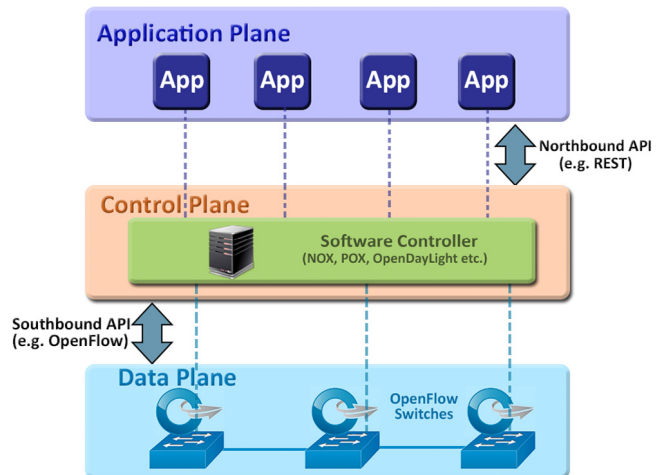 Application Plane
App
App
App
App
Northbound API
(e.g. REST)
Control Plane
Software Controller
(NOX, POX, OpenDayLight etc.)
Southbound API
(e.g. OpenFlow)
Data Plane
OpenFlow
Switches